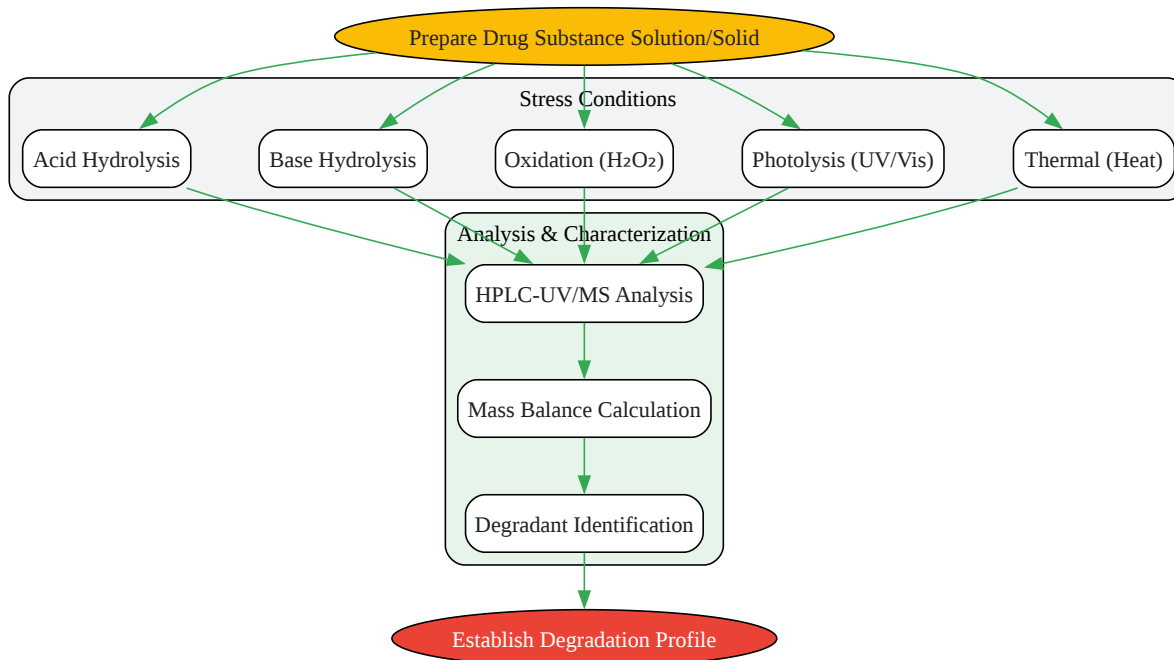 Prepare Drug Substance Solution/Solid
Stress Conditions
Acid Hydrolysis
Base Hydrolysis
Oxidation (H₂O₂)
Photolysis (UV/Vis)
Thermal (Heat)
Analysis & Characterization
HPLC-UV/MS Analysis
Mass Balance Calculation
Degradant Identification
Establish Degradation Profile